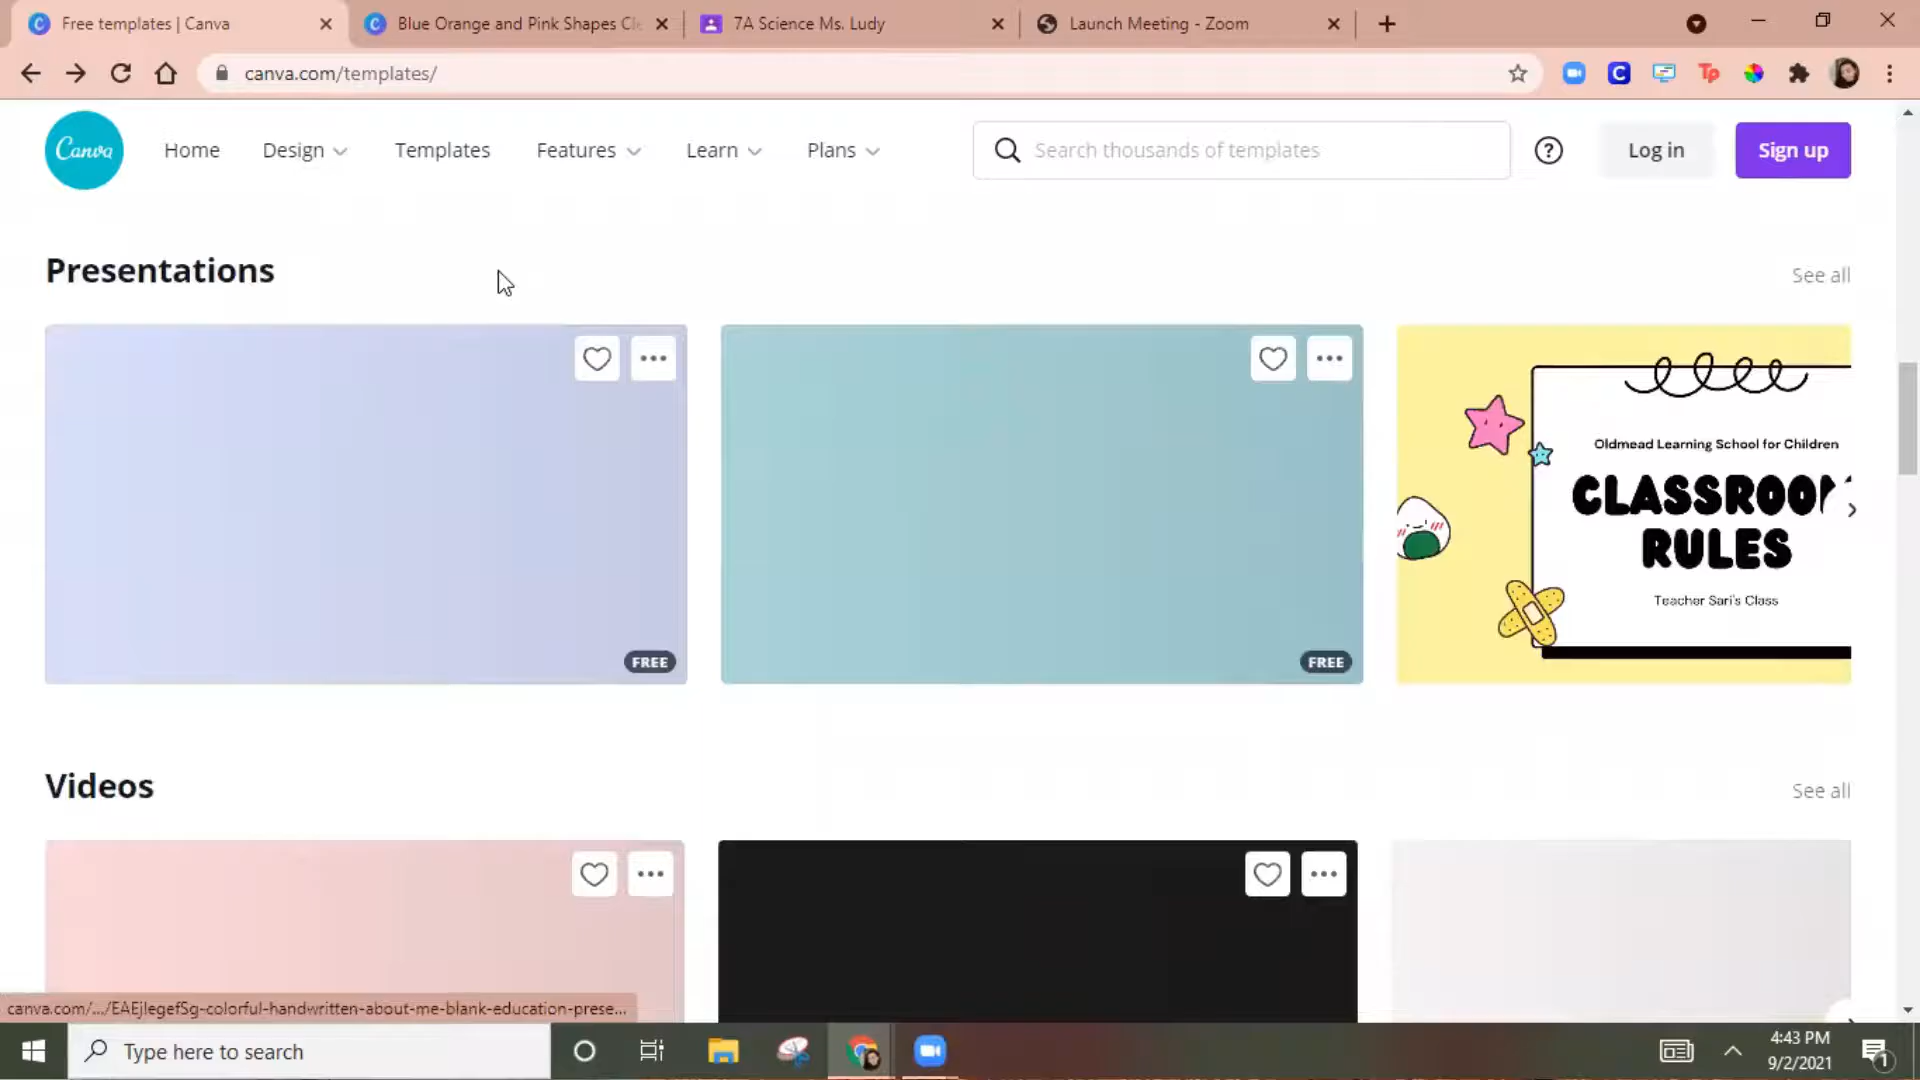 Free templates | Canva
Blue Orange and Pink Shapes Cl
7A Science Ms. Ludy
Launch Meeting - Zoom
canva.com/templates/
Canva
Home
Design
Templates
Features
Learn
Plans
Search thousands of templates
Log in
Sign up
Presentations
See all
FREE
FREE
Oldmead Learning School for Children
CLASSROOM
RULES
Teacher Sari's Class
Videos
See all
canva.com/.../EAEjlegefSg-colorful-handwritten-about-me-blank-education-prese...
Type here to search
4:43 PM
9/2/2021
1